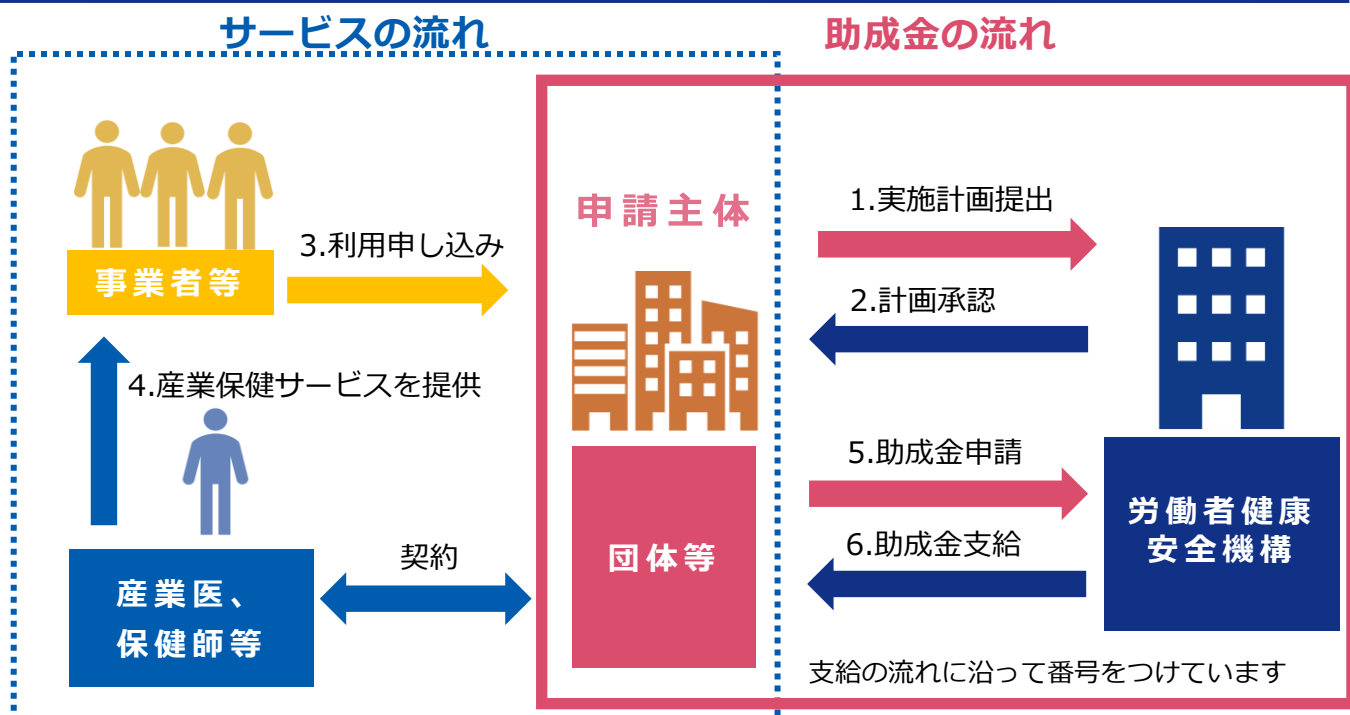 サービスの流れ
助成金の流れ
申請主体
1.実施計画提出
3.利用申し込み
事業者等
2.計画承認
4.産業保健サービスを提供
5.助成金申請
労働者健康
安全機構
6.助成金支給
契約
団体等
産業医、
保健師等
支給の流れに沿って番号をつけています